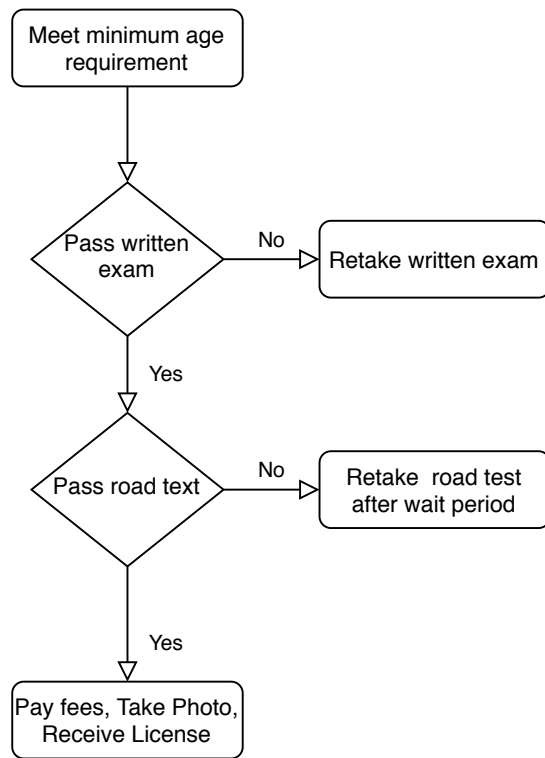 Meet minimum age
requirement
Pass written
exam
No
Retake written exam
Yes
Pass road text
No
Retake road test
after wait period
Yes
Pay fees, Take Photo,
Receive License